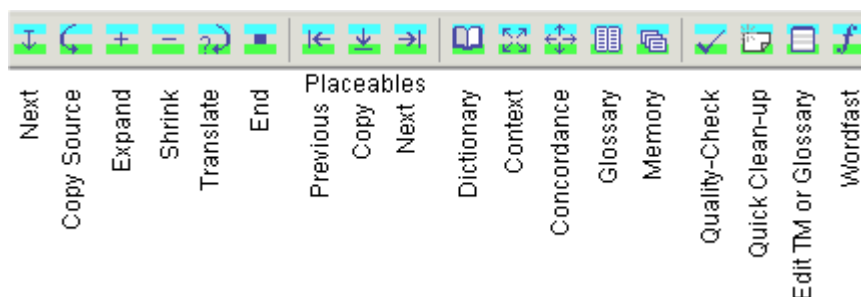 Placeables
Next
Copy Source
Expand
Shrink
Translate
End
Previous
Copy
Next
Dictionary
Context
Concordance
Glossary
Memory
Quality-Check
Quick Clean-up
Edit TM or Glossary
Wordfast